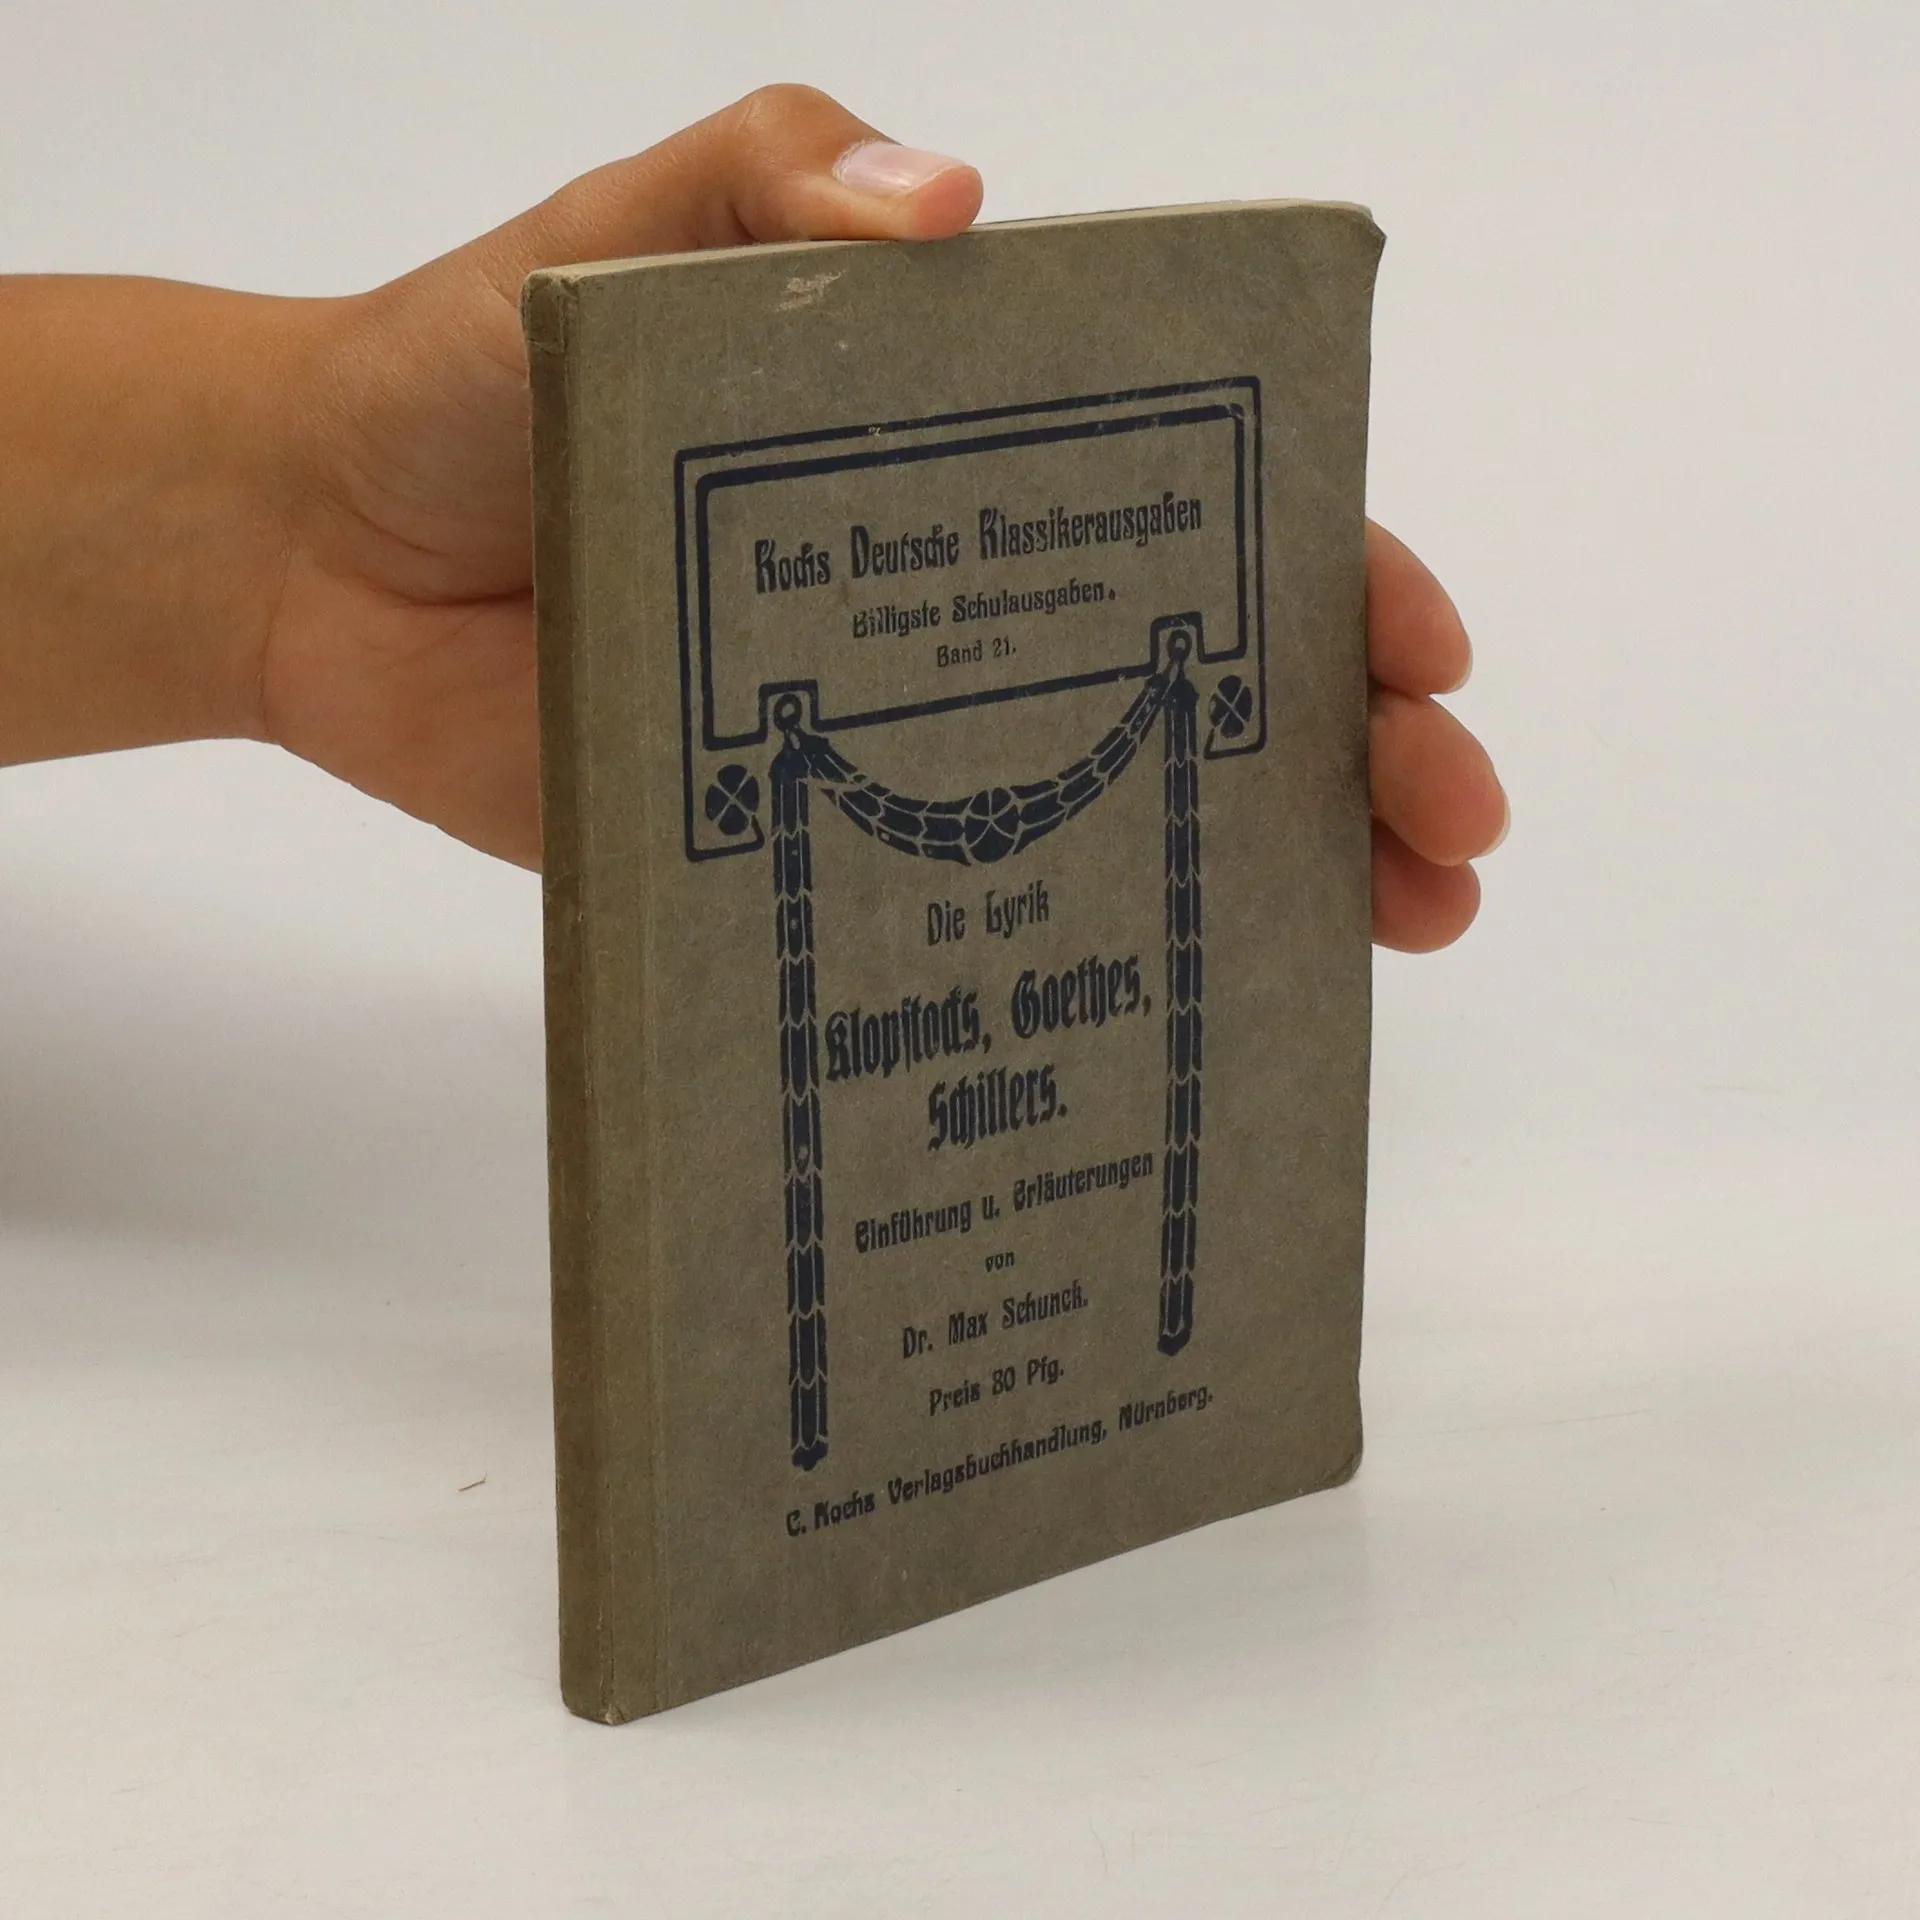 Kochs Deutsche Klassikerausgaben
Billigste Schulausgaben.
Band 21.
Die Lyrik
Klopſtocks, Goethes,
Schillers.
Einführung u. Erläuterungen
von
Dr. Max Schunck.
Preis 80 Pfg.
C. Kochs Verlagsbuchhandlung, Nürnberg.